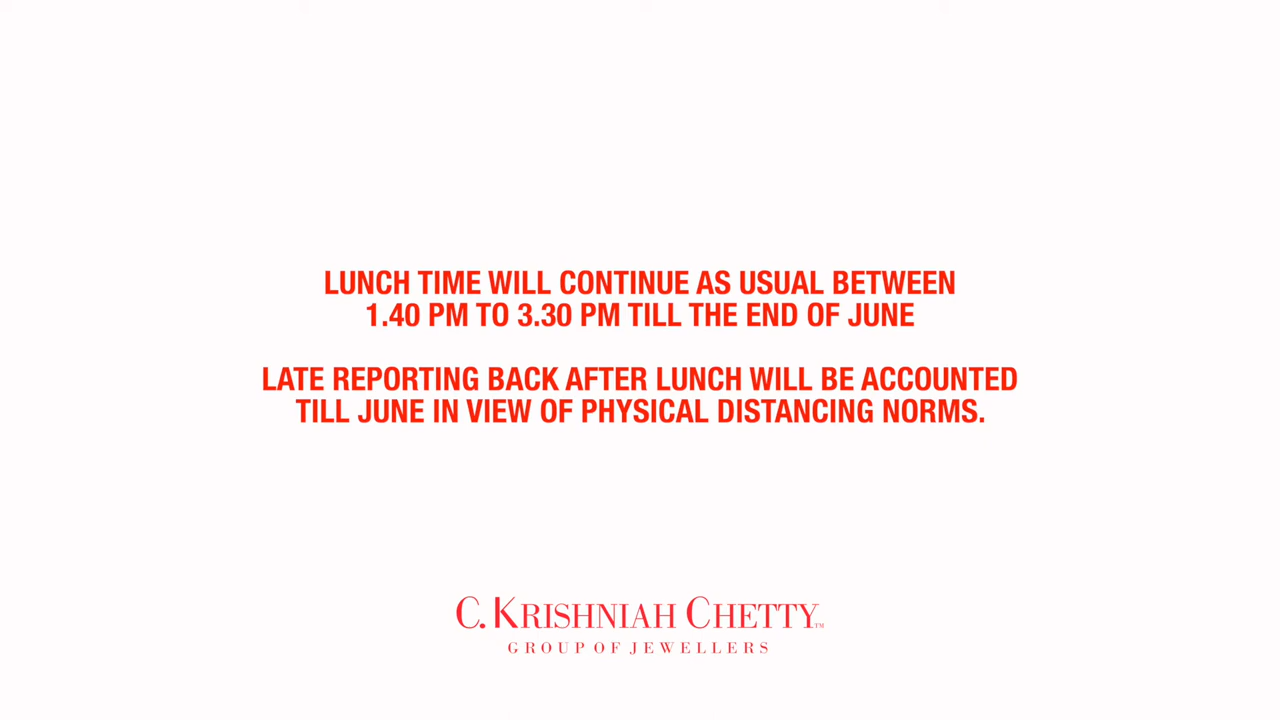 LUNCH TIME WILL CONTINUE AS USUAL BETWEEN
1.40 PM TO 3.30 PM TILL THE END OF JUNE
LATE REPORTING BACK AFTER LUNCH WILL BE ACCOUNTED
TILL JUNE IN VIEW OF PHYSICAL DISTANCING NORMS.
C. KRISHNIAH CHETTY™
GROUP OF JEWELLERS